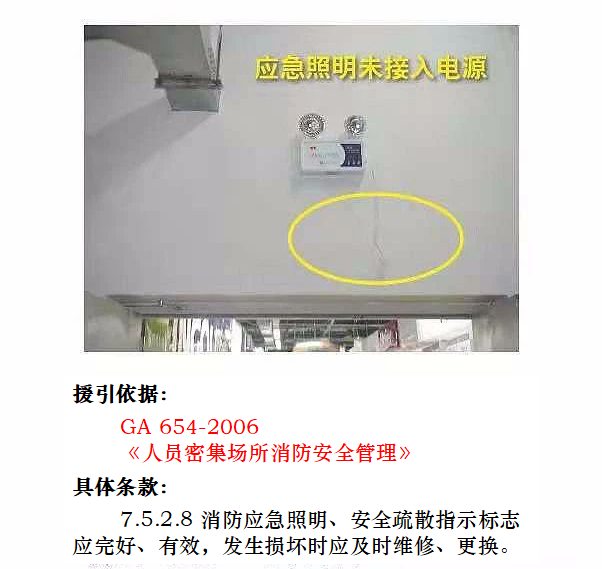 应急照明未接入电源
援引依据：
GA 654-2006
《人员密集场所消防安全管理》
具体条款：
7.5.2.8 消防应急照明、安全疏散指示标志
应完好、有效，发生损坏时应及时维修、更换。